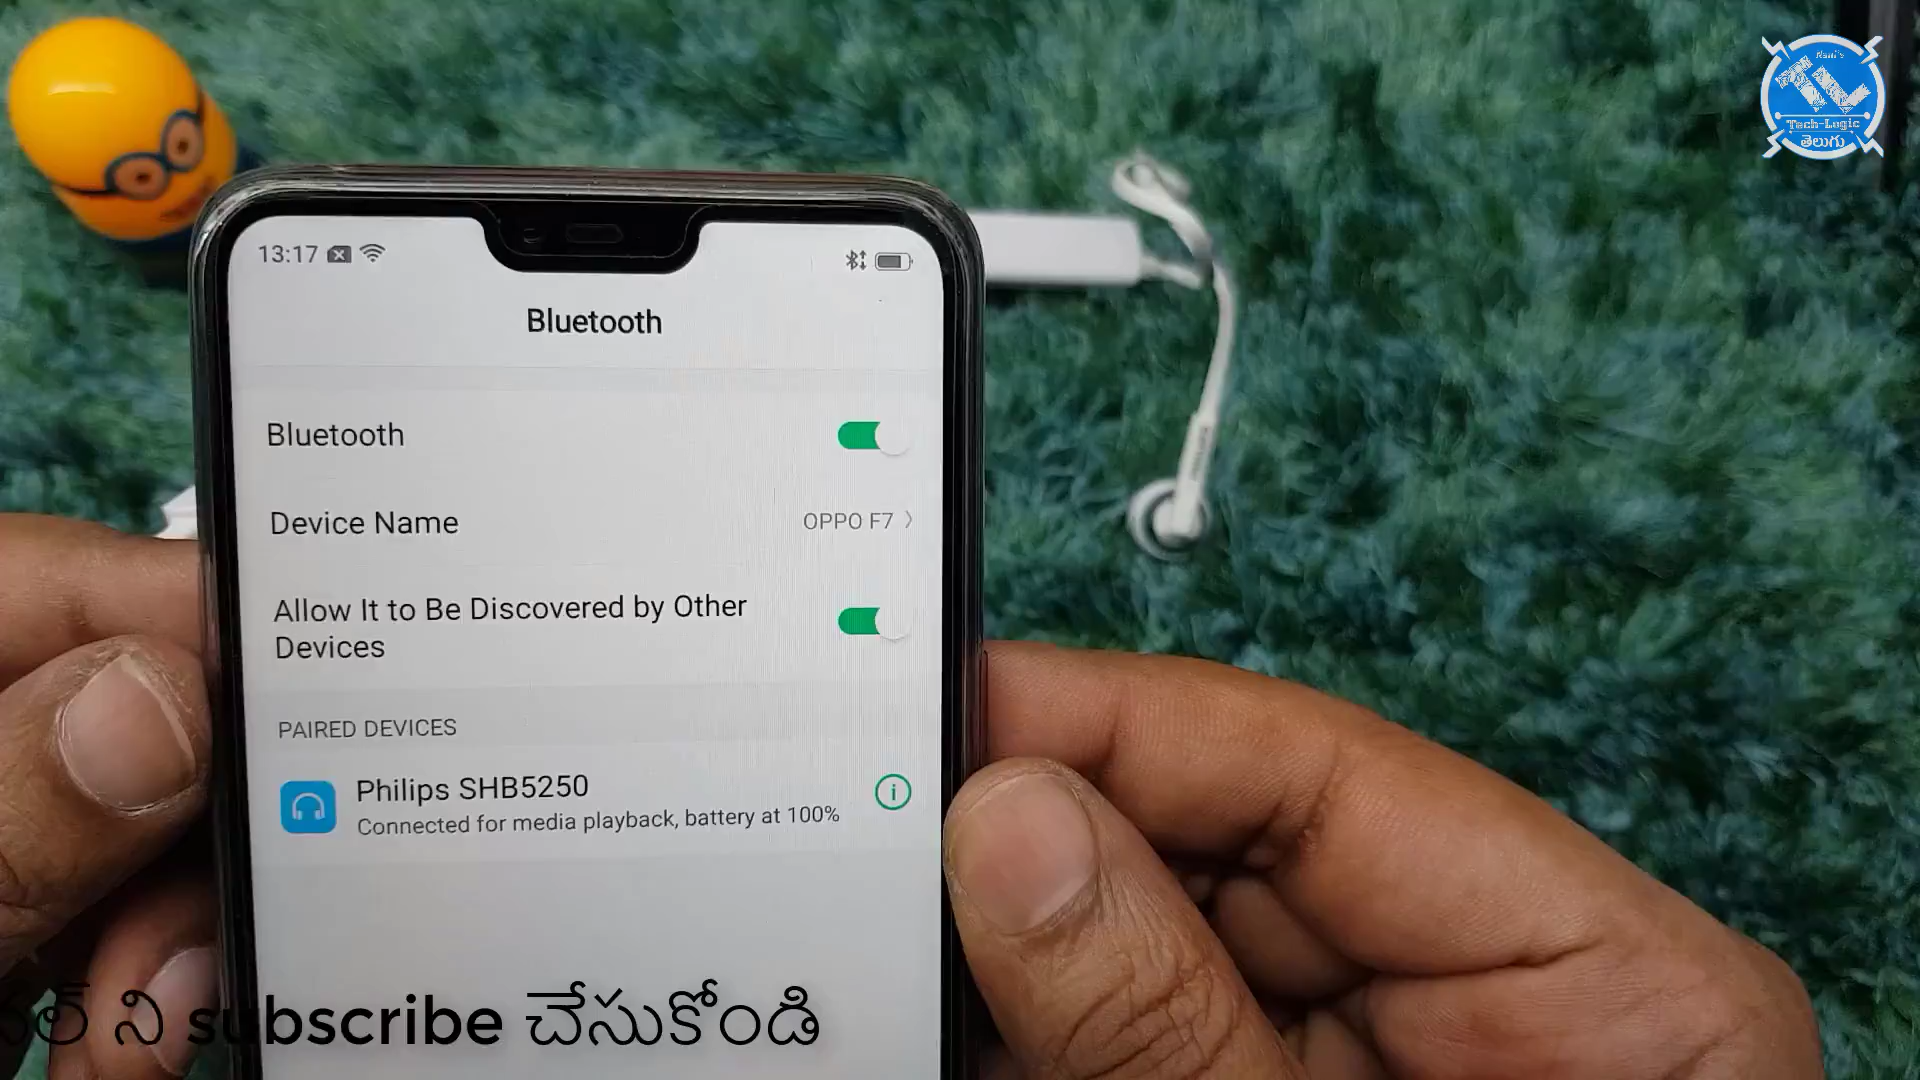 Nani's
Tech-Logic
తెలుగు
13:17
Bluetooth
Bluetooth
Device Name
OPPO F7
Allow It to Be Discovered by Other
Devices
PAIRED DEVICES
Philips SHB5250
Connected for media playback, battery at 100%
ని subscribe చేసుకోండి